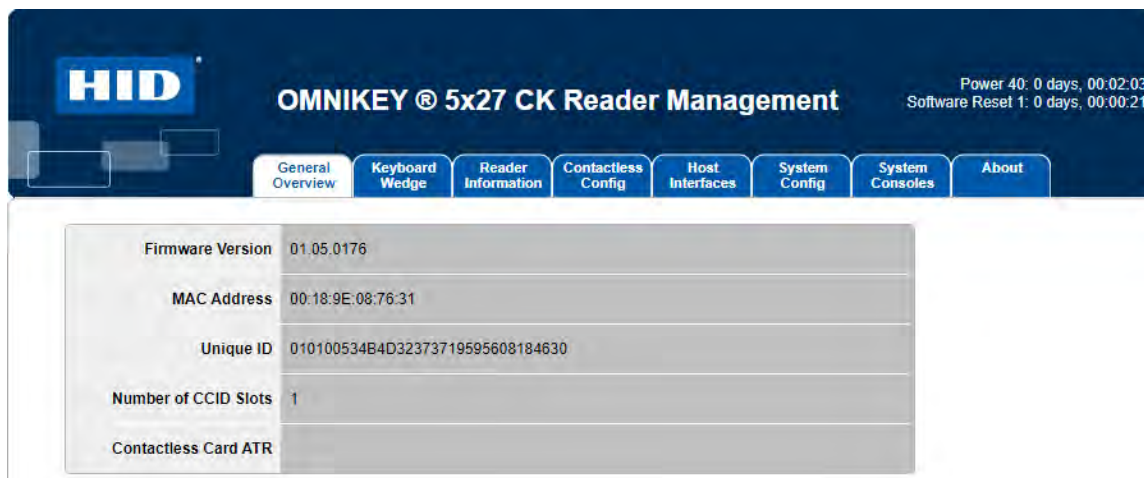 HID
OMNIKEY ® 5x27 CK Reader Management
Power 40: 0 days, 00:02:03
Software Reset 1: 0 days, 00:00:21
General Overview
Keyboard Wedge
Reader Information
Contactless Config
Host Interfaces
System Config
System Consoles
About
Firmware Version 01.05.0176
MAC Address 00:18:9E:08:76:31
Unique ID 010100534B4D32373719595608184630
Number of CCID Slots 1
Contactless Card ATR